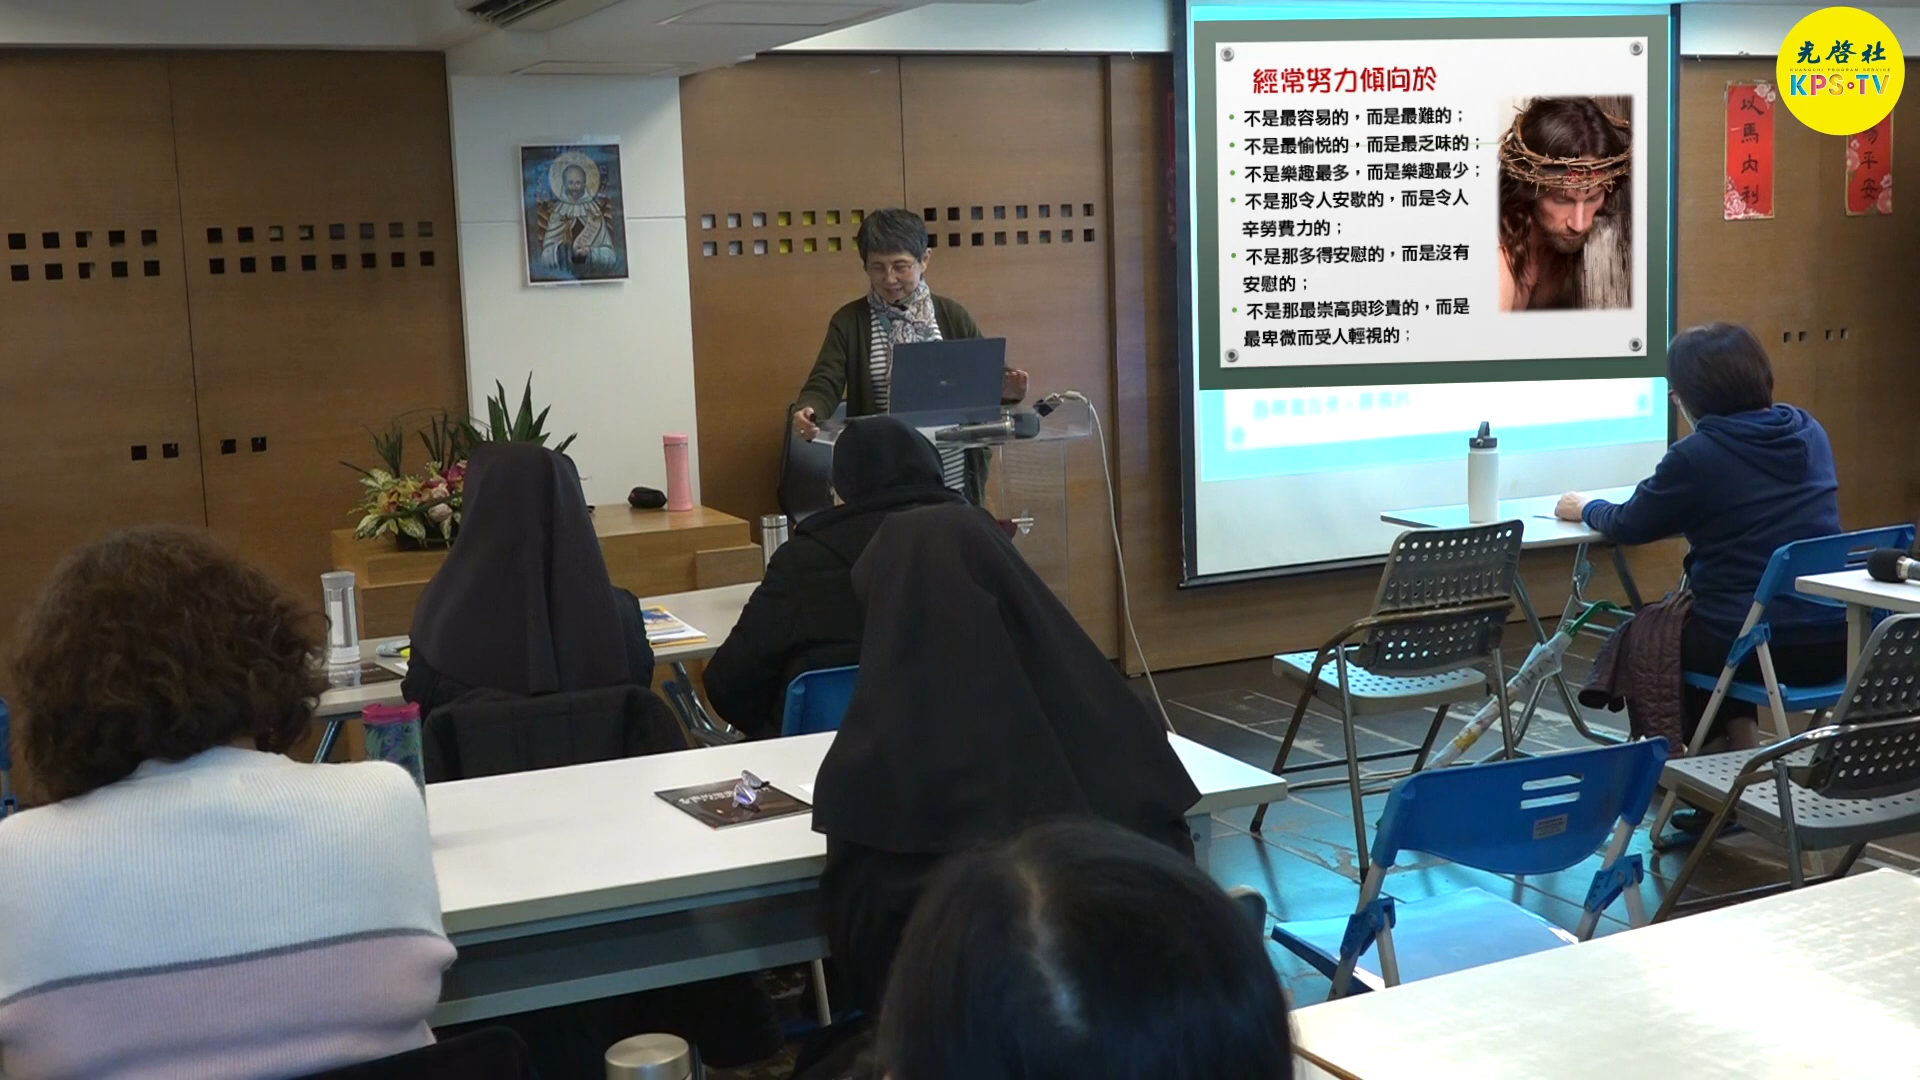 經常努力傾向於
不是最容易的，而是最難的；
不是最愉悅的，而是最乏味的；
不是樂趣最多，而是樂趣最少；
不是那令人安歇的，而是令人
辛勞費力的；
不是那多得安慰的，而是沒有
安慰的；
不是那最崇高與珍貴的，而是
最卑微而受人輕視的；
光啓社
KUANGCHI PROGRAM SERVICE
KPS·TV
以馬內利
平安